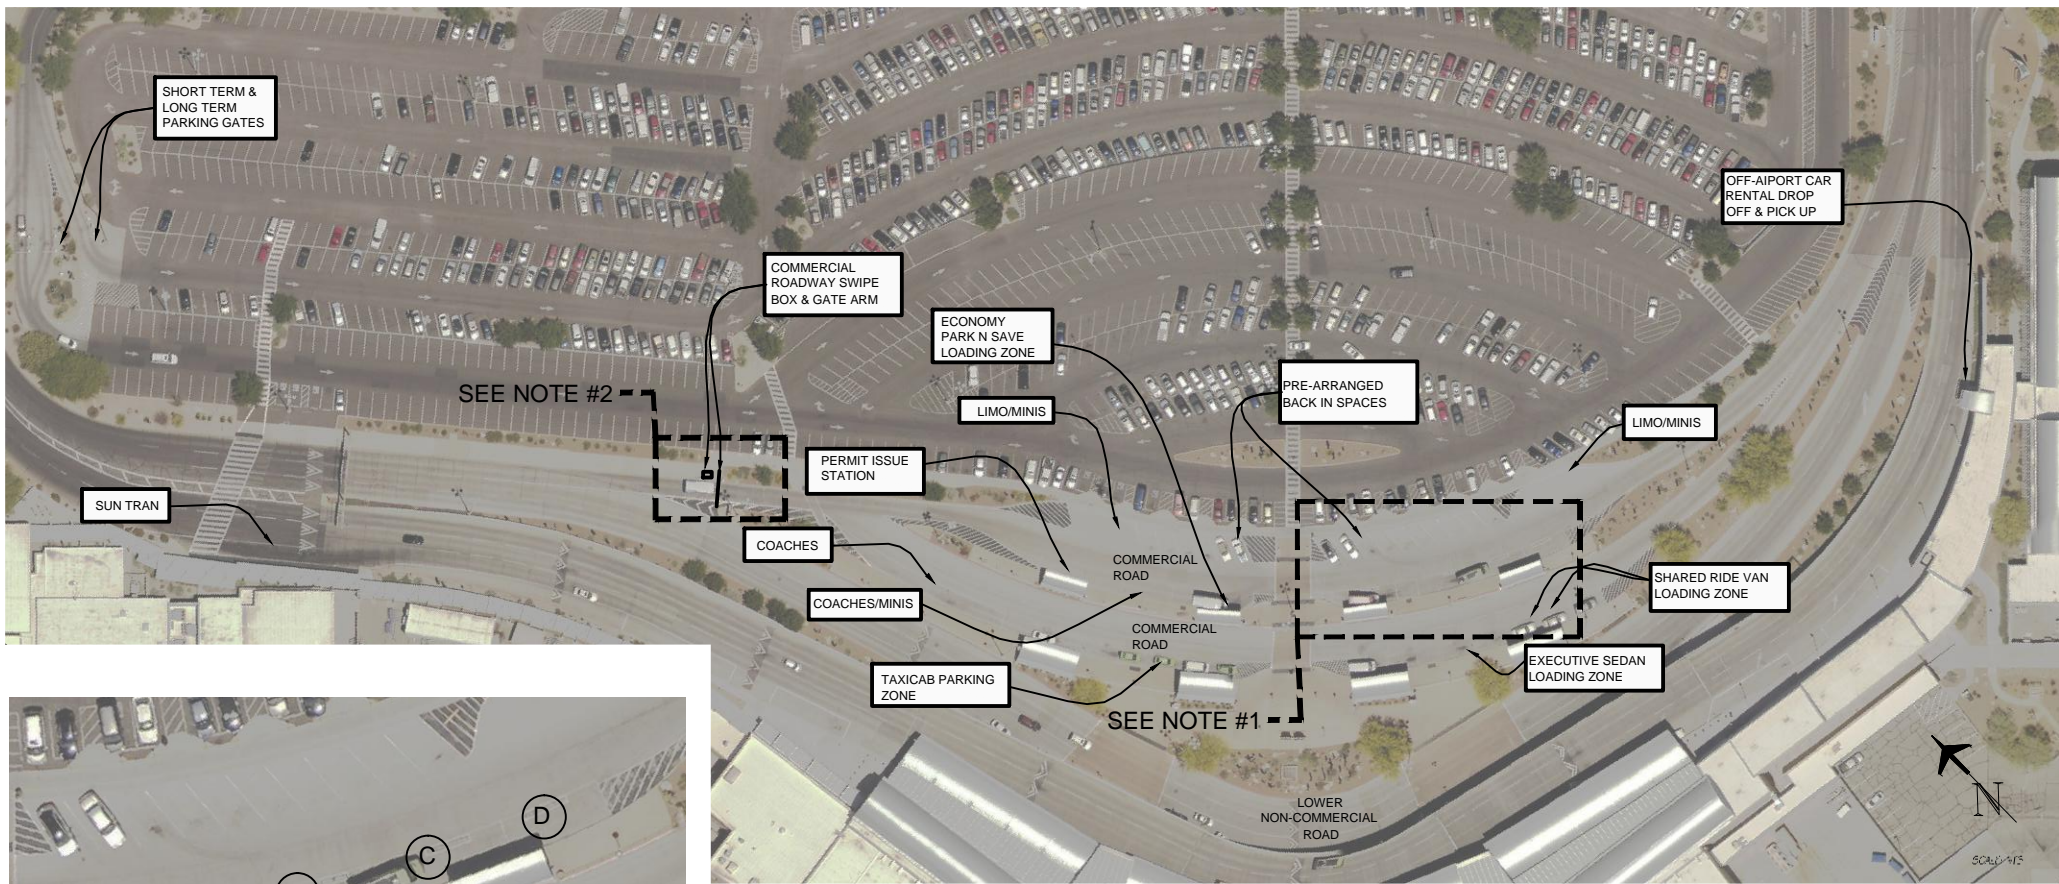 SHORT TERM &
LONG TERM
PARKING GATES
OFF-AIPORT CAR
RENTAL DROP
OFF & PICK UP
COMMERCIAL
ROADWAY SWIPE
BOX & GATE ARM
ECONOMY
PARK N SAVE
LOADING ZONE
SEE NOTE #2
PRE-ARRANGED
BACK IN SPACES
LIMO/MINIS
LIMO/MINIS
PERMIT ISSUE
STATION
SUN TRAN
COACHES
COMMERCIAL
ROAD
SHARED RIDE VAN
LOADING ZONE
COACHES/MINIS
COMMERCIAL
ROAD
EXECUTIVE SEDAN
LOADING ZONE
TAXICAB PARKING
ZONE
SEE NOTE #1
LOWER
NON-COMMERCIAL
ROAD
N
D
C